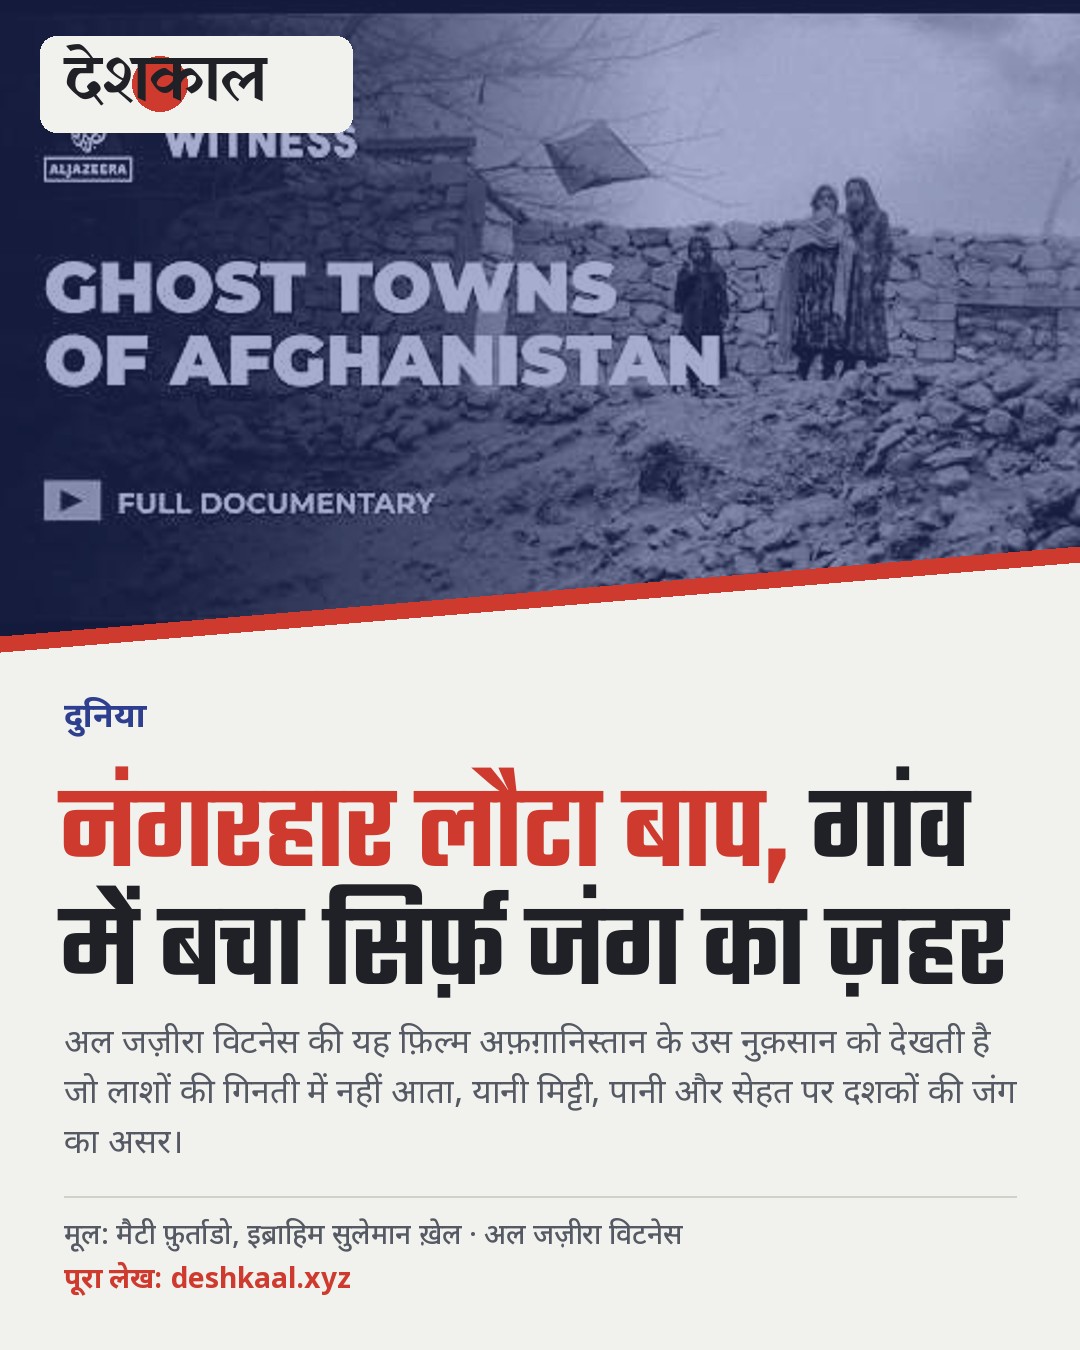 देशकाल
WITNESS
ALJAZEERA
GHOST TOWNS
OF AFGHANISTAN
FULL DOCUMENTARY
दुनिया
नंगरहार लौटा बाप, गांव
में बचा सिर्फ़ जंग का ज़हर
अल जज़ीरा विटनेस की यह फ़िल्म अफ़ग़ानिस्तान के उस नुक़सान को देखती है
जो लाशों की गिनती में नहीं आता, यानी मिट्टी, पानी और सेहत पर दशकों की जंग
का असर।
मूल: मैटी फ़ुर्ताडो, इब्राहिम सुलेमान ख़ेल · अल जज़ीरा विटनेस
पूरा लेख: deshkaal.xyz